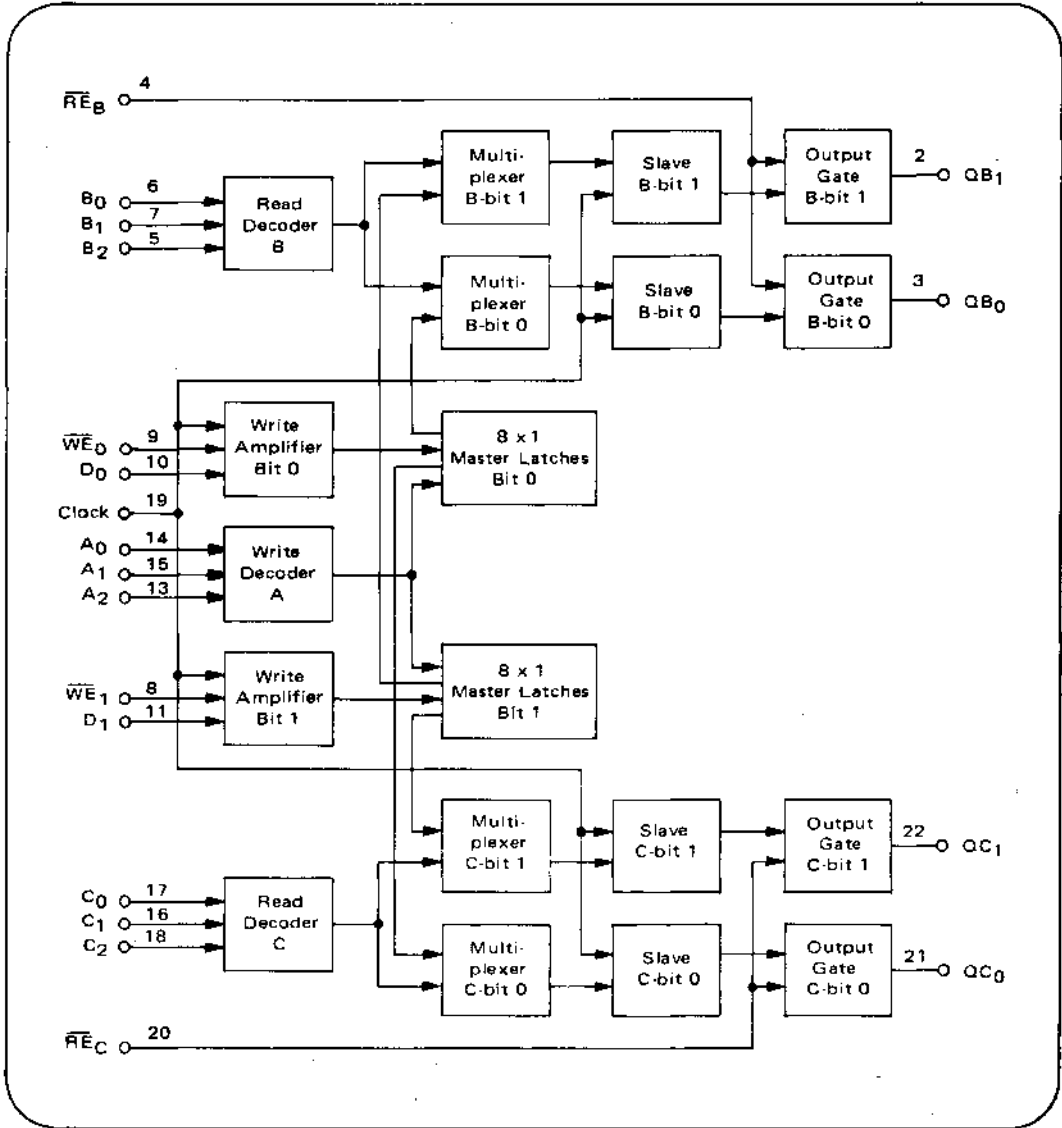 R̅E̅B 4
B0 6
B1 7
B2 5
Read
Decoder
B
Multi-
plexer
B-bit 1
Slave
B-bit 1
Output
Gate
B-bit 1
2 QB1
Multi-
plexer
B-bit 0
Slave
B-bit 0
Output
Gate
B-bit 0
3 QB0
W̅E̅0 9
D0 10
Write
Amplifier
Bit 0
8 x 1
Master Latches
Bit 0
Clock 19
A0 14
A1 15
A2 13
Write
Decoder
A
W̅E̅1 8
D1 11
Write
Amplifier
Bit 1
8 x 1
Master Latches
Bit 1
Multi-
plexer
C-bit 1
Slave
C-bit 1
Output
Gate
C-bit 1
22 QC1
C0 17
C1 16
C2 18
Read
Decoder
C
Multi-
plexer
C-bit 0
Slave
C-bit 0
Output
Gate
C-bit 0
21 QC0
R̅E̅C 20